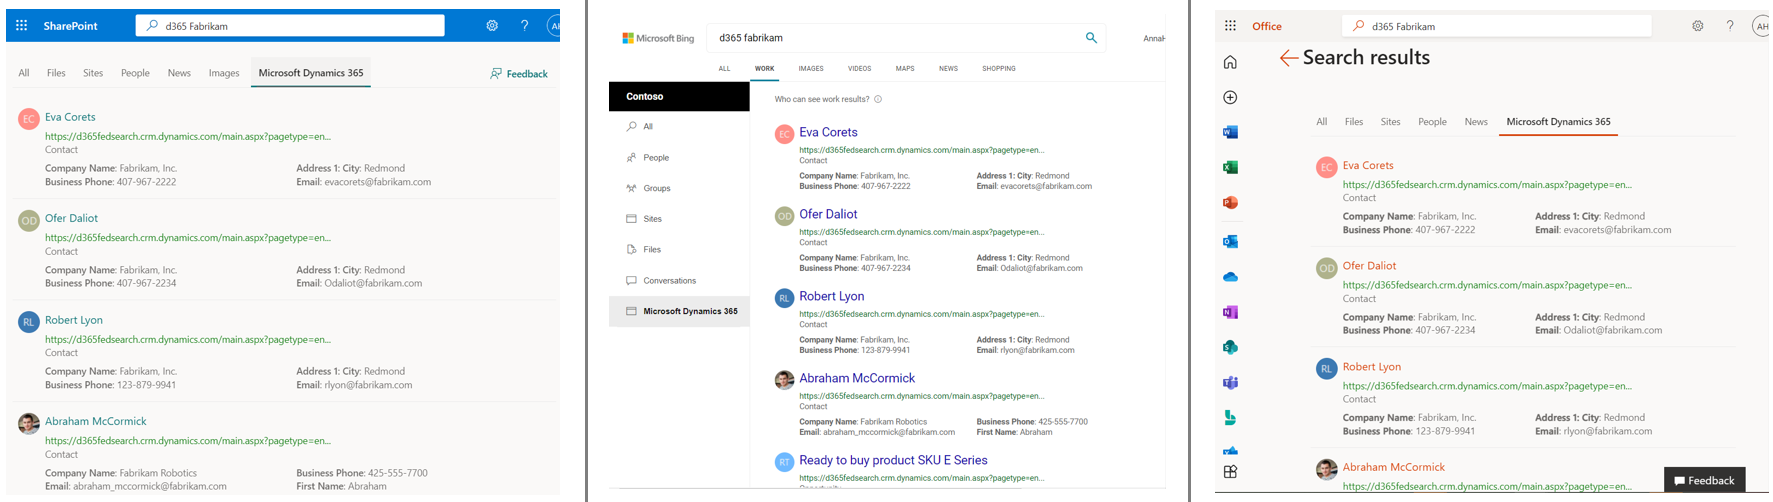 SharePoint
d365 Fabrikam
AH
All Files Sites People News Images Microsoft Dynamics 365
Feedback
EC
Eva Corets
https://d365fedsearch.crm.dynamics.com/main.aspx?pagetype=en...
Contact
Company Name: Fabrikam, Inc. Address 1: City: Redmond
Business Phone: 407-967-2222 Email: evacorets@fabrikam.com
OD
Ofer Daliot
https://d365fedsearch.crm.dynamics.com/main.aspx?pagetype=en...
Contact
Company Name: Fabrikam, Inc. Address 1: City: Redmond
Business Phone: 407-967-2234 Email: Odaliot@fabrikam.com
RL
Robert Lyon
https://d365fedsearch.crm.dynamics.com/main.aspx?pagetype=en...
Contact
Company Name: Fabrikam, Inc. Address 1: City: Redmond
Business Phone: 123-879-9941 Email: rlyon@fabrikam.com
Abraham McCormick
https://d365fedsearch.crm.dynamics.com/main.aspx?pagetype=en...
Contact
Company Name: Fabrikam Robotics Business Phone: 425-555-7700
Email: abraham_mccormick@fabrikam.com First Name: Abraham
Microsoft Bing
d365 fabrikam
AnnaH
ALL WORK IMAGES VIDEOS MAPS NEWS SHOPPING
Contoso
All
People
Groups
Sites
Files
Conversations
Microsoft Dynamics 365
Who can see work results?
EC
Eva Corets
https://d365fedsearch.crm.dynamics.com/main.aspx?pagetype=en...
Contact
Company Name: Fabrikam, Inc. Address 1: City: Redmond
Business Phone: 407-967-2222 Email: evacorets@fabrikam.com
OD
Ofer Daliot
https://d365fedsearch.crm.dynamics.com/main.aspx?pagetype=en...
Contact
Company Name: Fabrikam, Inc. Address 1: City: Redmond
Business Phone: 407-967-2234 Email: Odaliot@fabrikam.com
RL
Robert Lyon
https://d365fedsearch.crm.dynamics.com/main.aspx?pagetype=en...
Contact
Company Name: Fabrikam, Inc. Address 1: City: Redmond
Business Phone: 123-879-9941 Email: rlyon@fabrikam.com
Abraham McCormick
https://d365fedsearch.crm.dynamics.com/main.aspx?pagetype=en...
Contact
Company Name: Fabrikam Robotics Business Phone: 425-555-7700
Email: abraham_mccormick@fabrikam.com First Name: Abraham
RT
Ready to buy product SKU E Series
https://d365fedsearch.crm.dynamics.com/main.aspx?pagetype=en...
Office
d365 Fabrikam
AH
Search results
All Files Sites People News Microsoft Dynamics 365
EC
Eva Corets
https://d365fedsearch.crm.dynamics.com/main.aspx?pagetype=en...
Contact
Company Name: Fabrikam, Inc. Address 1: City: Redmond
Business Phone: 407-967-2222 Email: evacorets@fabrikam.com
OD
Ofer Daliot
https://d365fedsearch.crm.dynamics.com/main.aspx?pagetype=en...
Contact
Company Name: Fabrikam, Inc. Address 1: City: Redmond
Business Phone: 407-967-2234 Email: Odaliot@fabrikam.com
RL
Robert Lyon
https://d365fedsearch.crm.dynamics.com/main.aspx?pagetype=en...
Contact
Company Name: Fabrikam, Inc. Address 1: City: Redmond
Business Phone: 123-879-9941 Email: rlyon@fabrikam.com
Abraham McCormick
https://d365fedsearch.crm.dynamics.com/main.aspx?pagetype=en...
Feedback